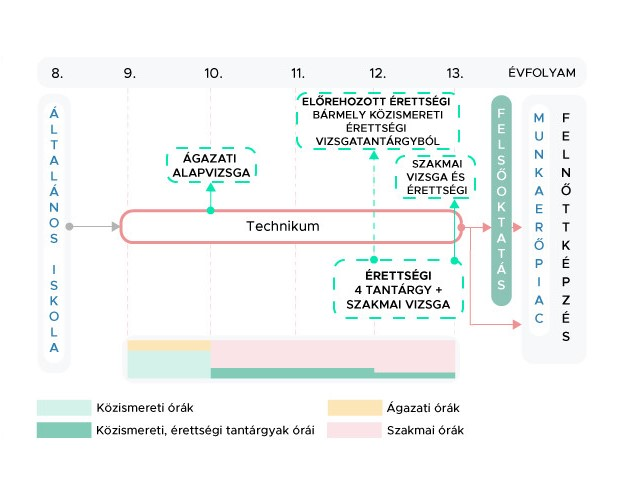 8. 9. 10. 11. 12. 13. ÉVFOLYAM
ÁLTALÁNOS ISKOLA
ÁGAZATI
ALAPVIZSGA
ELŐREHOZOTT ÉRETTSÉGI
BÁRMELY KÖZISMERETI
ÉRETTSÉGI
VIZSGATANTÁRGYBÓL
SZAKMAI
VIZSGA ÉS
ÉRETTSÉGI
Technikum
ÉRETTSÉGI
4 TANTÁRGY +
SZAKMAI VIZSGA
FELSŐOKTATÁS
MUNKAERŐPIAC
FELNŐTTKÉPZÉS
Közismereti órák
Ágazati órák
Közismereti, érettségi tantárgyak órái
Szakmai órák